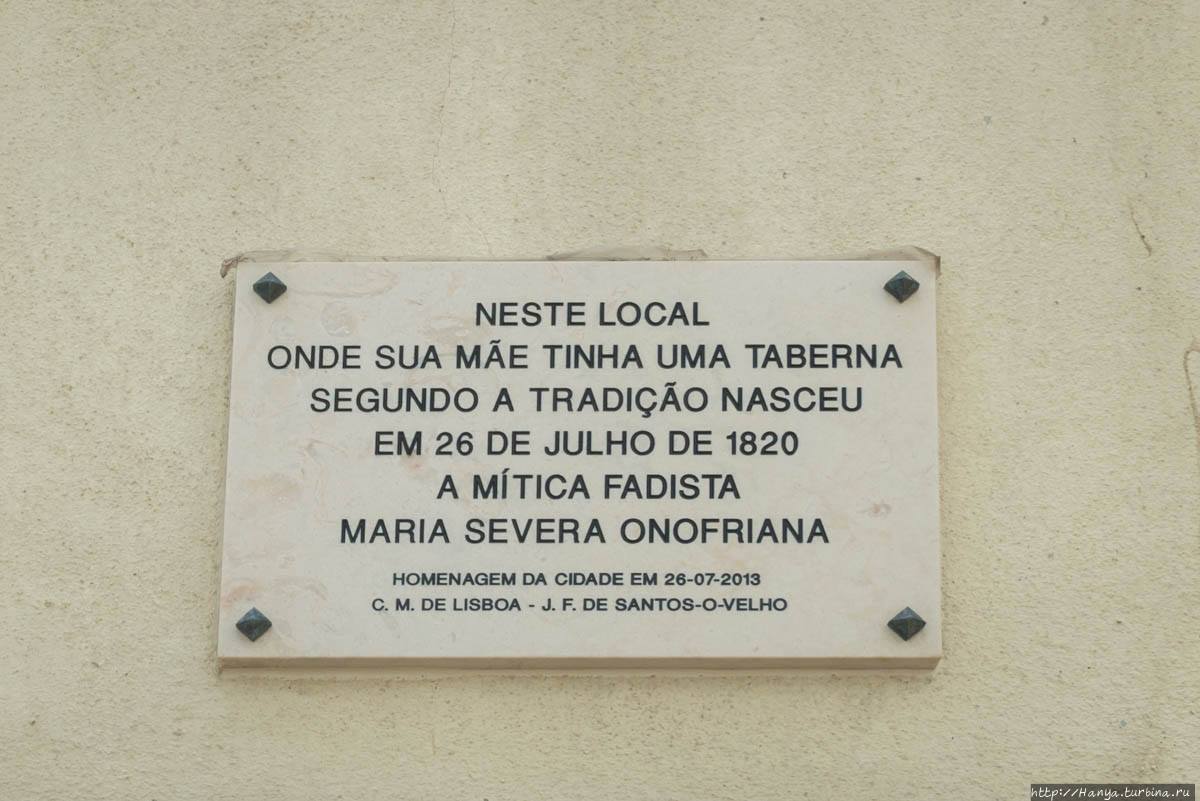 NESTE LOCAL
ONDE SUA MÃE TINHA UMA TABERNA
SEGUNDO A TRADIÇÃO NASCEU
EM 26 DE JULHO DE 1820
A MÍTICA FADISTA
MARIA SEVERA ONOFRIANA
HOMENAGEM DA CIDADE EM 26-07-2013
C. M. DE LISBOA - J. F. DE SANTOS-O-VELHO
http://Hanya.turbina.ru